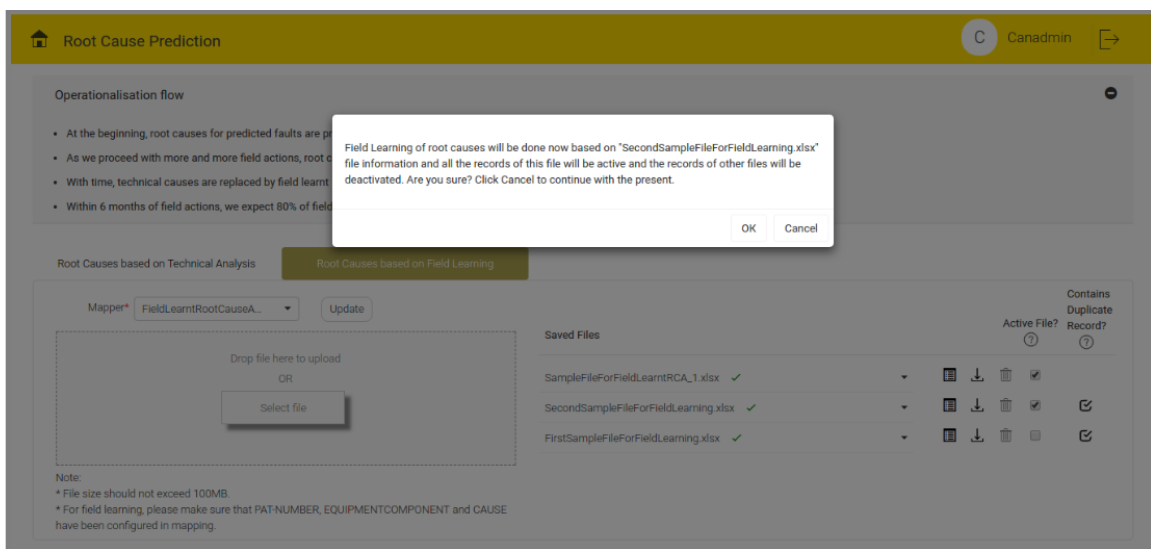 Root Cause Prediction
C
Canadmin
Operationalisation flow
• At the beginning, root causes for predicted faults are pr
• As we proceed with more and more field actions, root c
• With time, technical causes are replaced by field learnt
• Within 6 months of field actions, we expect 80% of field
Field Learning of root causes will be done now based on "SecondSampleFileForFieldLearning.xlsx"
file information and all the records of this file will be active and the records of other files will be
deactivated. Are you sure? Click Cancel to continue with the present.
OK Cancel
Root Causes based on Technical Analysis Root Causes based on Field Learning
Mapper* FieldLearntRootCauseA... Update
Drop file here to upload
OR
Select file
Note:
* File size should not exceed 100MB.
* For field learning, please make sure that PAT-NUMBER, EQUIPMENTCOMPONENT and CAUSE
have been configured in mapping.
Saved Files
Active File?
?
Contains
Duplicate
Record?
?
SampleFileForFieldLearntRCA_1.xlsx
SecondSampleFileForFieldLearning.xlsx
FirstSampleFileForFieldLearning.xlsx